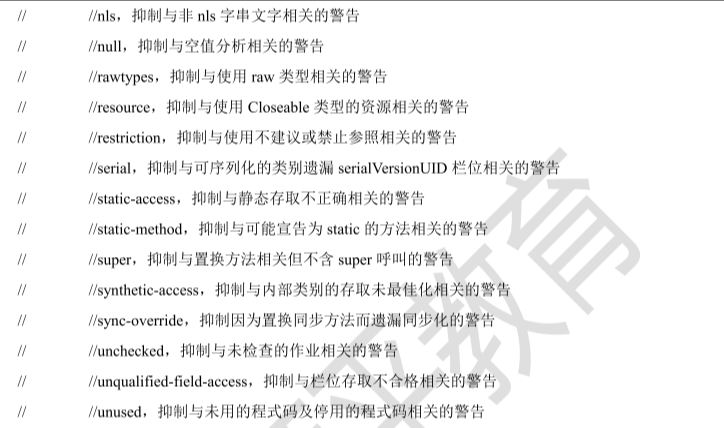 // //nls，抑制与非 nls 字串文字相关的警告
// //null，抑制与空值分析相关的警告
// //rawtypes，抑制与使用 raw 类型相关的警告
// //resource，抑制与使用 Closeable 类型的资源相关的警告
// //restriction，抑制与使用不建议或禁止参照相关的警告
// //serial，抑制与可序列化的类别遗漏 serialVersionUID 栏位相关的警告
// //static-access，抑制与静态存取不正确相关的警告
// //static-method，抑制与可能宣告为 static 的方法相关的警告
// //super，抑制与置换方法相关但不含 super 呼叫的警告
// //synthetic-access，抑制与内部类别的存取未最佳化相关的警告
// //sync-override，抑制因为置换同步方法而遗漏同步化的警告
// //unchecked，抑制与未检查的作业相关的警告
// //unqualified-field-access，抑制与栏位存取不合格相关的警告
// //unused，抑制与未用的程式码及停用的程式码相关的警告
教育